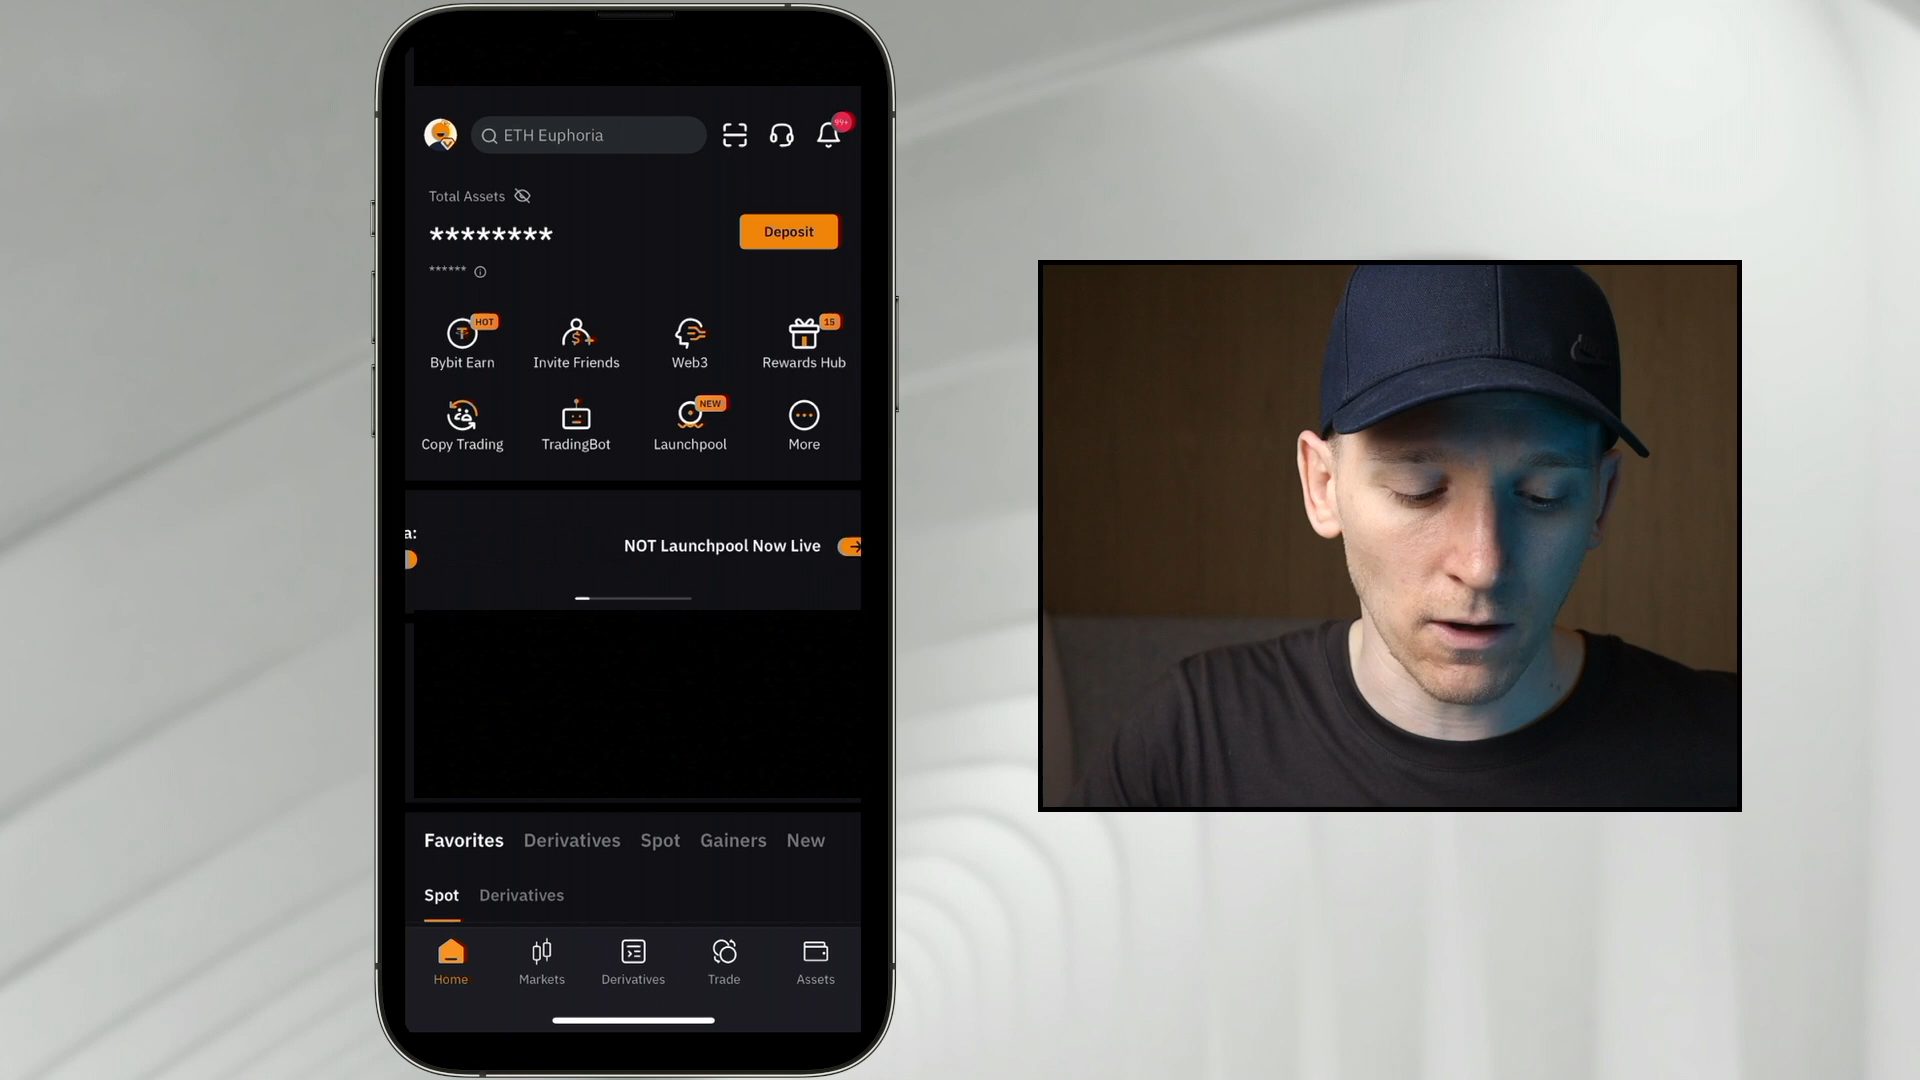 ETH Euphoria
99+
Total Assets
********
Deposit
******
HOT
15
Bybit Earn
Invite Friends
Web3
Rewards Hub
NEW
Copy Trading
TradingBot
Launchpool
More
a:
NOT Launchpool Now Live
Favorites Derivatives Spot Gainers New
Spot Derivatives
Home Markets Derivatives Trade Assets